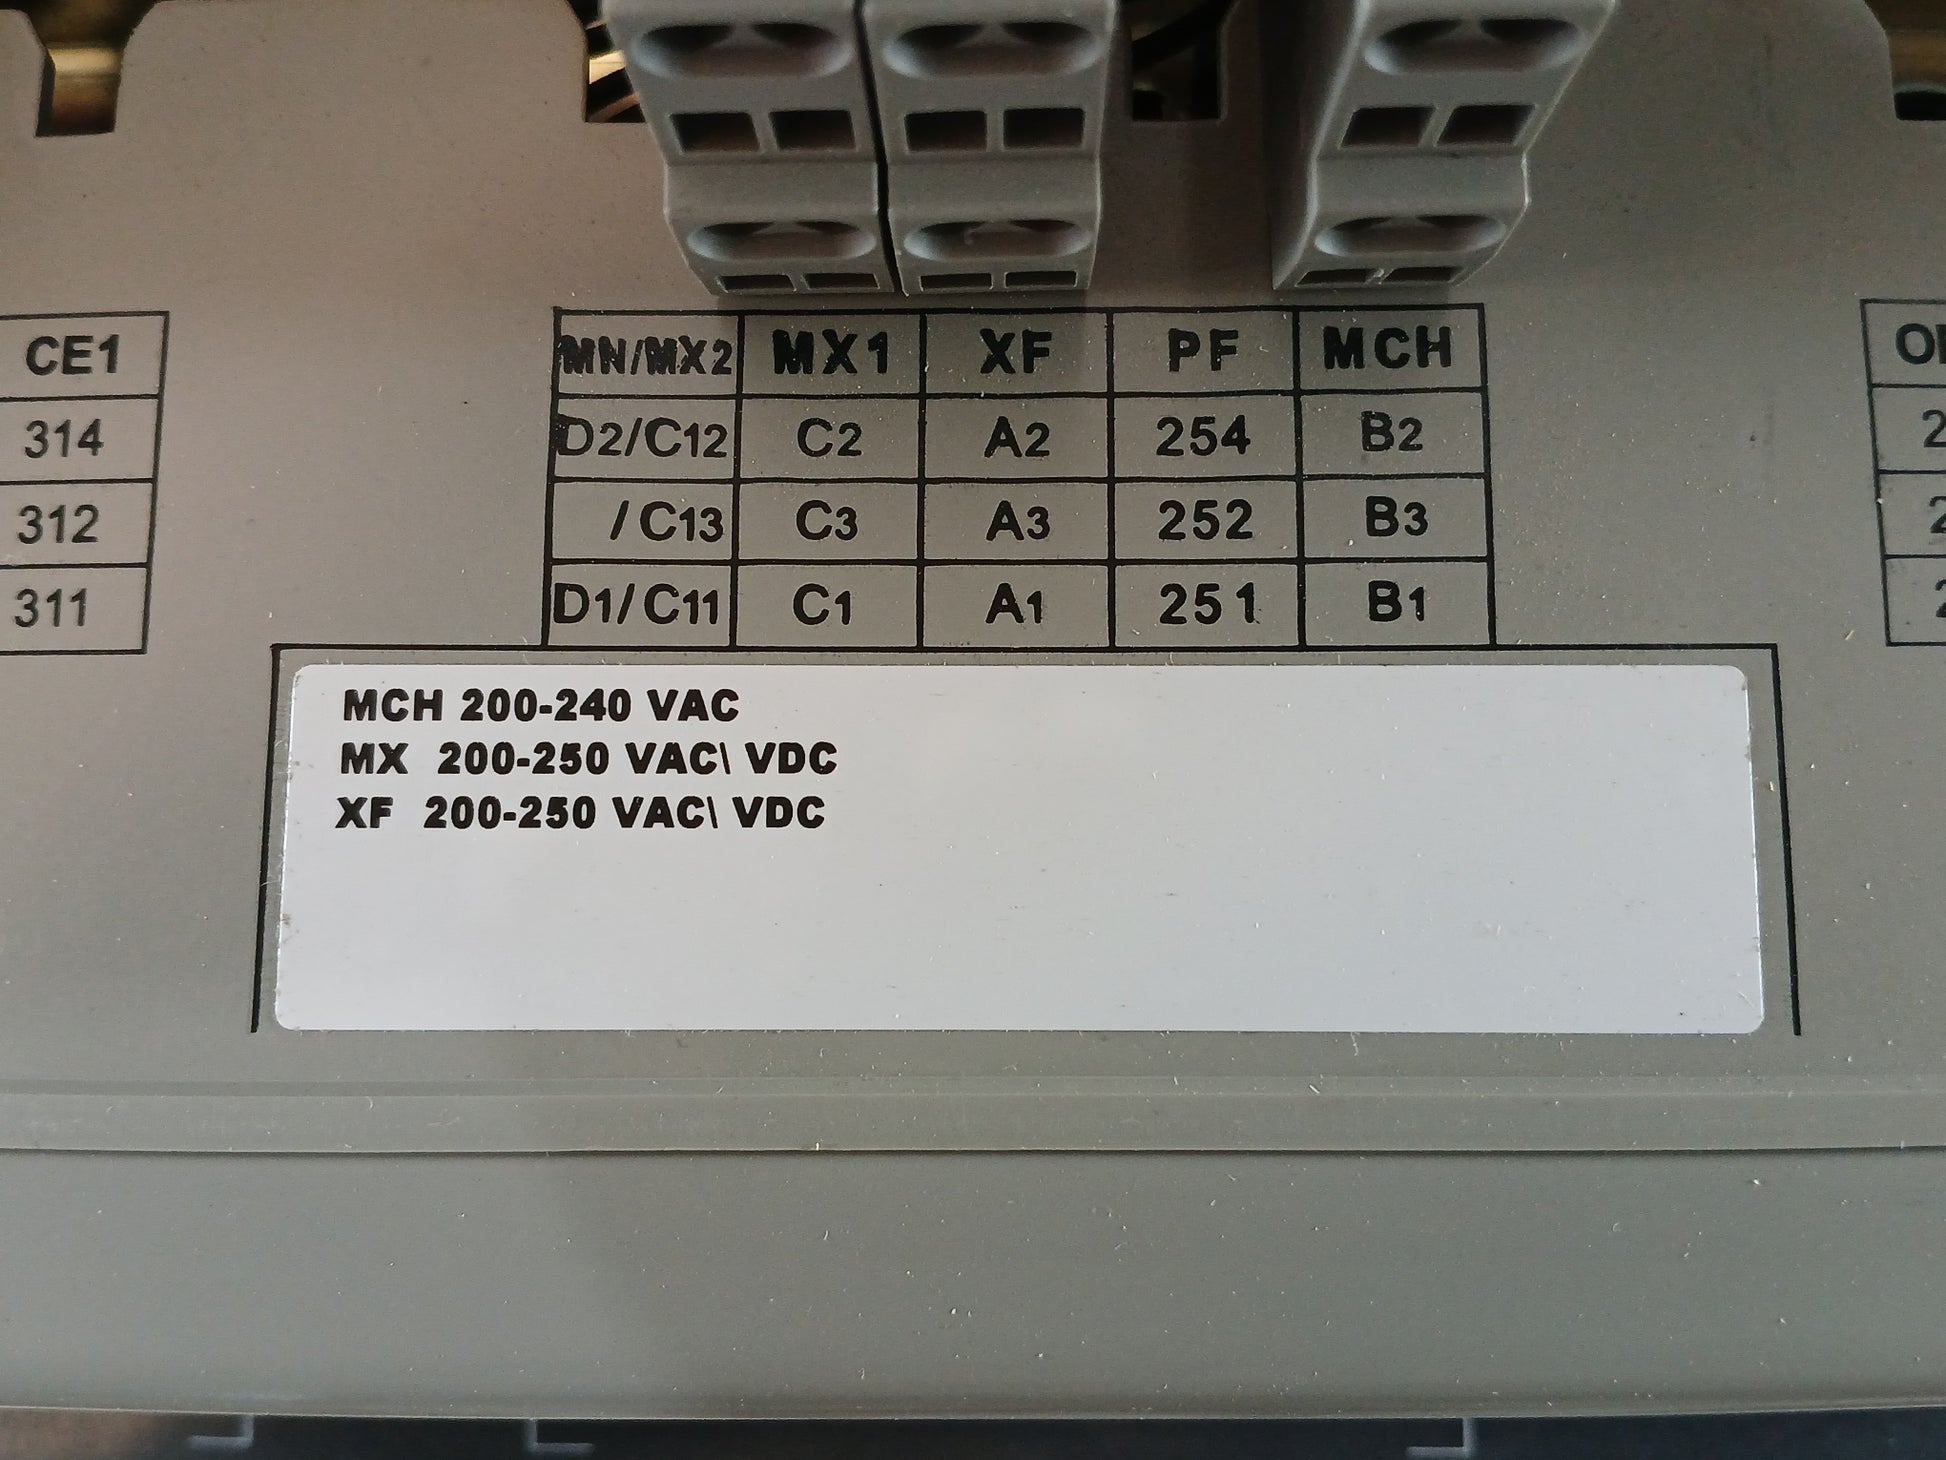 CE1
314
312
311
MN/MX2 MX1 XF PF MCH
D2/C12 C2 A2 254 B2
/C13 C3 A3 252 B3
D1/C11 C1 A1 251 B1
MCH 200-240 VAC
MX 200-250 VAC\ VDC
XF 200-250 VAC\ VDC